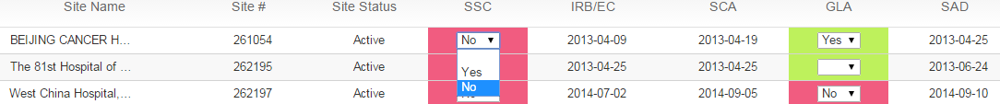 Site Name Site # Site Status SSC IRB/EC SCA GLA SAD
BEIJING CANCER H... 261054 Active No 2013-04-09 2013-04-19 Yes 2013-04-25
The 81st Hospital of ... 262195 Active Yes 2013-04-25 2013-04-25 2013-06-24
No
West China Hospital,... 262197 Active 2014-07-02 2014-09-05 No 2014-09-10